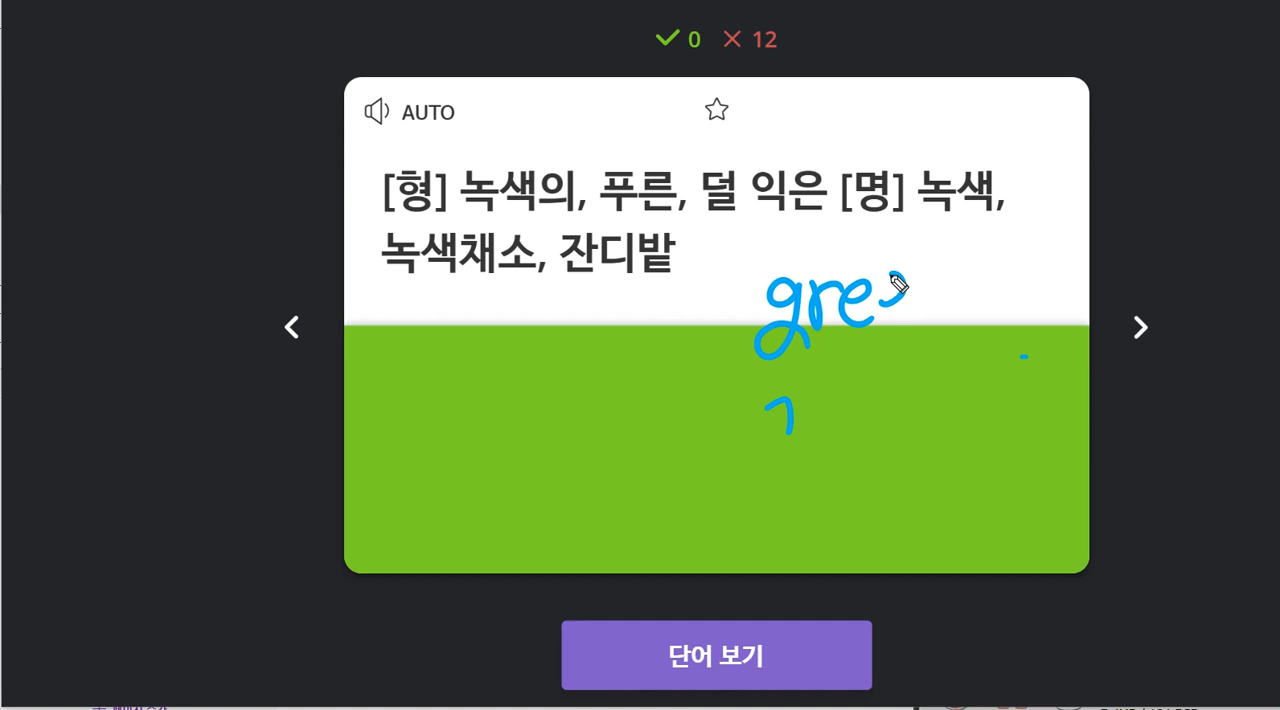 0 12
AUTO
[형] 녹색의, 푸른, 덜 익은 [명] 녹색,
녹색채소, 잔디밭
gre
단어 보기